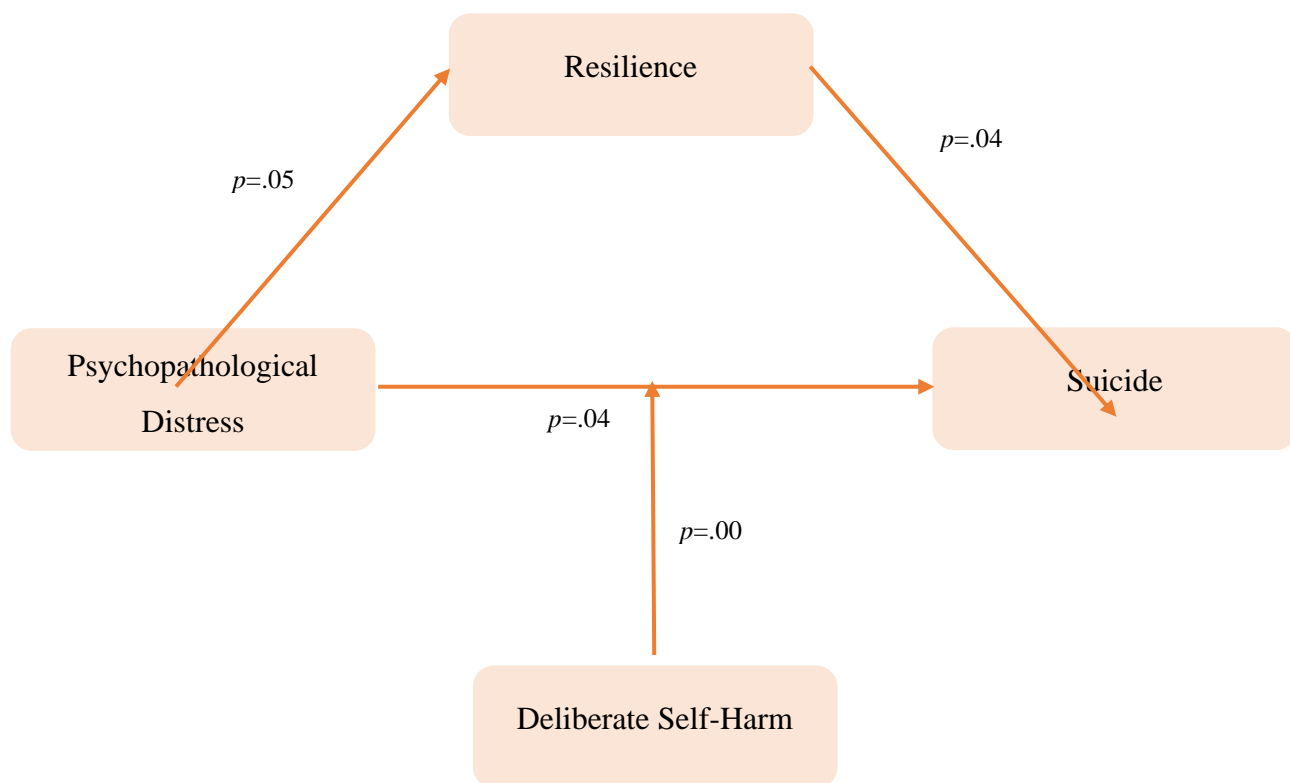 Resilience
p=.04
p=.05
Psychopathological
Distress
Suicide
p=.04
p=.00
Deliberate Self-Harm